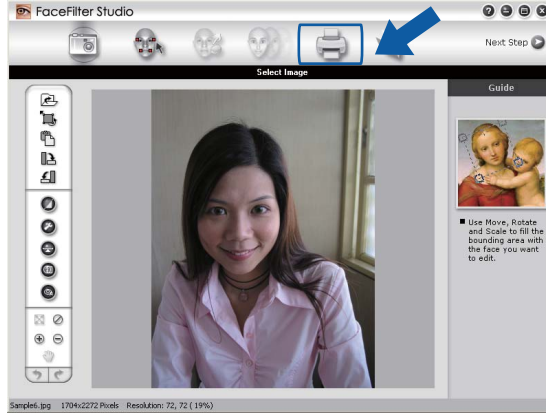 FaceFilter Studio
Next Step
Select Image
Guide
■ Use Move, Rotate
and Scale to fill the
bounding area with
the face you want
to edit.
Sample6.jpg 1704x2272 Pixels Resolution: 72, 72 ( 19%)